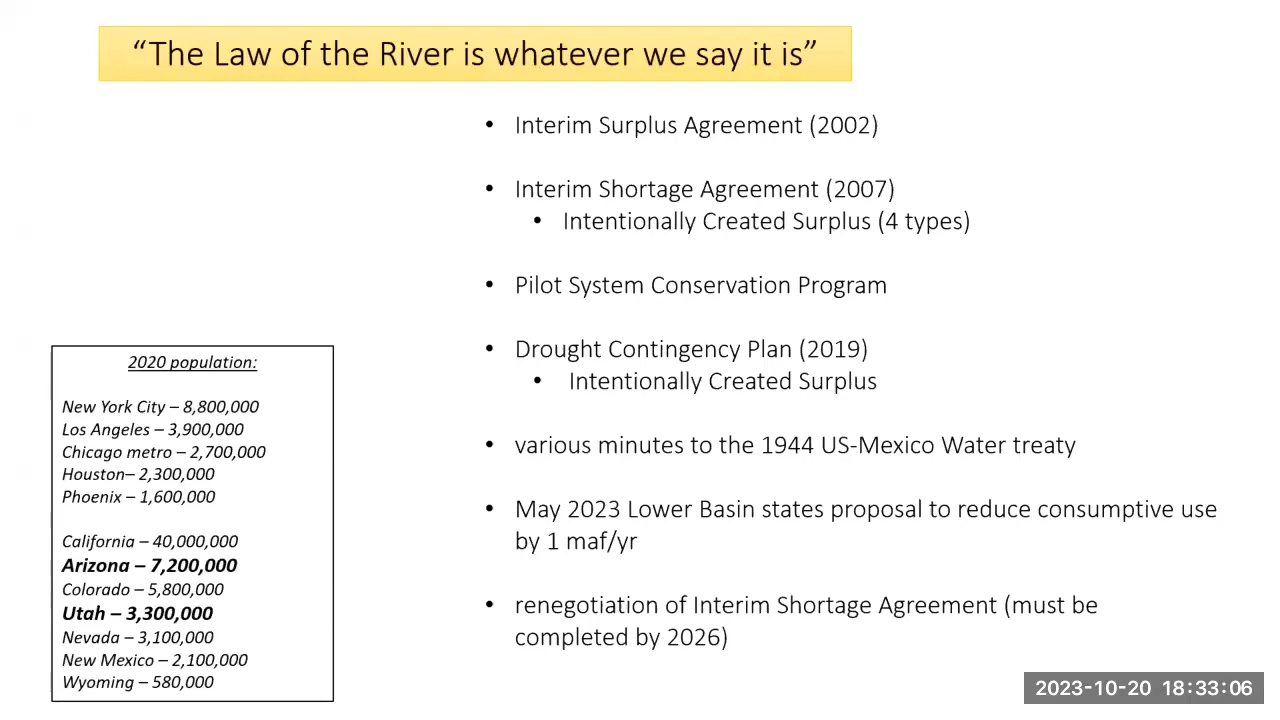 “The Law of the River is whatever we say it is”
• Interim Surplus Agreement (2002)
• Interim Shortage Agreement (2007)
• Intentionally Created Surplus (4 types)
• Pilot System Conservation Program
• Drought Contingency Plan (2019)
• Intentionally Created Surplus
• various minutes to the 1944 US-Mexico Water treaty
• May 2023 Lower Basin states proposal to reduce consumptive use
by 1 maf/yr
• renegotiation of Interim Shortage Agreement (must be
completed by 2026)
2020 population:
New York City – 8,800,000
Los Angeles – 3,900,000
Chicago metro – 2,700,000
Houston– 2,300,000
Phoenix – 1,600,000
California – 40,000,000
Arizona – 7,200,000
Colorado – 5,800,000
Utah – 3,300,000
Nevada – 3,100,000
New Mexico – 2,100,000
Wyoming – 580,000
2023-10-20 18:33:06